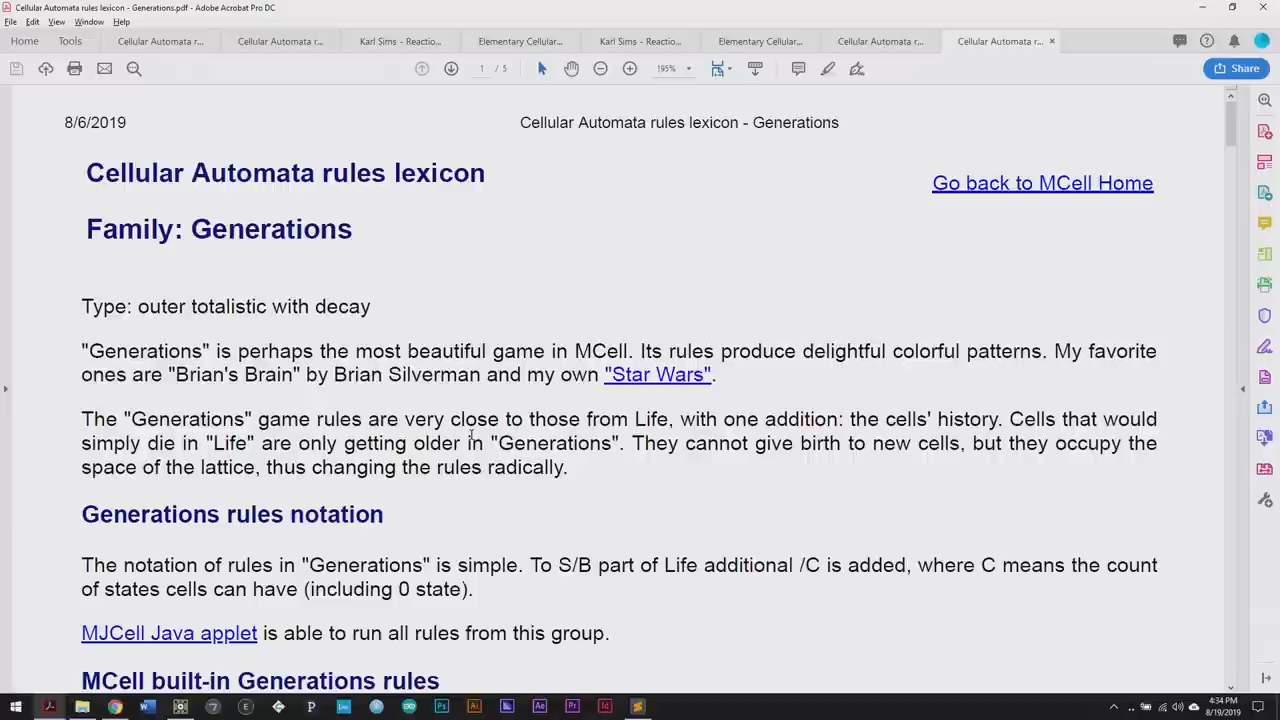 Cellular Automata rules lexicon - Generations.pdf - Adobe Acrobat Pro DC
File Edit View Window Help
Home Tools Cellular Automata r... Cellular Automata r... Karl Sims - Reactio... Elementary Cellular... Karl Sims - Reactio... Elementary Cellular... Cellular Automata r... Cellular Automata r... ×
1 / 5 195% Share
8/6/2019 Cellular Automata rules lexicon - Generations
Cellular Automata rules lexicon
Go back to MCell Home
Family: Generations
Type: outer totalistic with decay
"Generations" is perhaps the most beautiful game in MCell. Its rules produce delightful colorful patterns. My favorite
ones are "Brian's Brain" by Brian Silverman and my own "Star Wars".
The "Generations" game rules are very close to those from Life, with one addition: the cells' history. Cells that would
simply die in "Life" are only getting older in "Generations". They cannot give birth to new cells, but they occupy the
space of the lattice, thus changing the rules radically.
Generations rules notation
The notation of rules in "Generations" is simple. To S/B part of Life additional /C is added, where C means the count
of states cells can have (including 0 state).
MJCell Java applet is able to run all rules from this group.
MCell built-in Generations rules
4:34 PM
8/19/2019